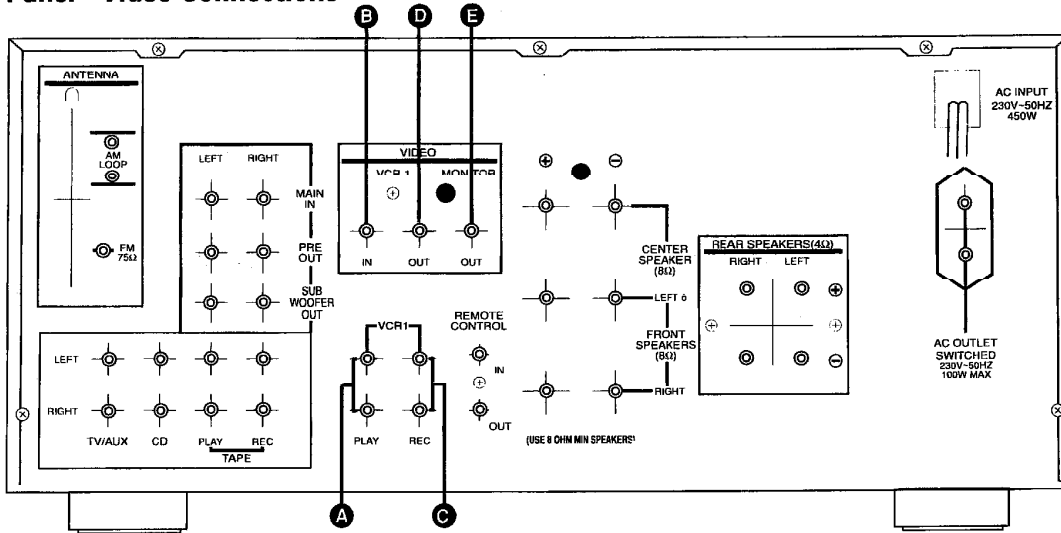 Panel Video Connections
B D E
ANTENNA
AM
LOOP
FM
75Ω
LEFT RIGHT
MAIN
IN
PRE
OUT
SUB
WOOFER
OUT
VIDEO
VCR 1 MONITOR
IN OUT OUT
+ −
CENTER
SPEAKER
(8Ω)
LEFT ó
FRONT
SPEAKERS
(8Ω)
RIGHT
(USE 8 OHM MIN SPEAKERS)
REAR SPEAKERS(4Ω)
RIGHT LEFT
+
−
AC INPUT
230V~50HZ
450W
AC OUTLET
SWITCHED
230V~50HZ
100W MAX
VCR1
PLAY REC
REMOTE
CONTROL
IN
OUT
LEFT
RIGHT
TV/AUX CD PLAY REC
TAPE
A C